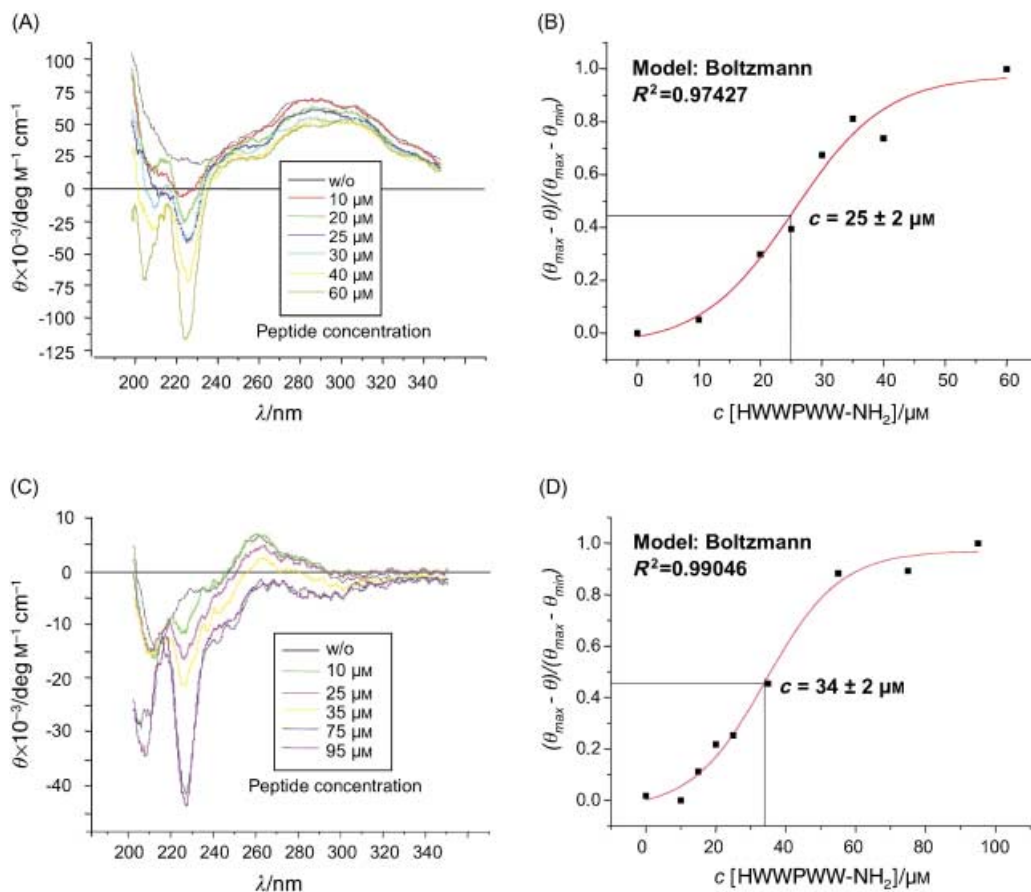 (A)
θ×10⁻³/deg M⁻¹ cm⁻¹
100
75
50
25
0
-25
-50
-75
-100
-125
w/o
10 μM
20 μM
25 μM
30 μM
40 μM
60 μM
Peptide concentration
200 220 240 260 280 300 320 340
λ/nm
(B)
Model: Boltzmann
R²=0.97427
(θmax - θ)/(θmax - θmin)
1.0
0.8
0.6
0.4
0.2
0.0
c = 25 ± 2 μM
0 10 20 30 40 50 60
c [HWWPWW-NH₂]/μM
(C)
θ×10⁻³/deg M⁻¹ cm⁻¹
10
0
-10
-20
-30
-40
w/o
10 μM
25 μM
35 μM
75 μM
95 μM
Peptide concentration
200 220 240 260 280 300 320 340
λ/nm
(D)
Model: Boltzmann
R²=0.99046
(θmax - θ)/(θmax - θmin)
1.0
0.8
0.6
0.4
0.2
0.0
c = 34 ± 2 μM
0 20 40 60 80 100
c [HWWPWW-NH₂]/μM